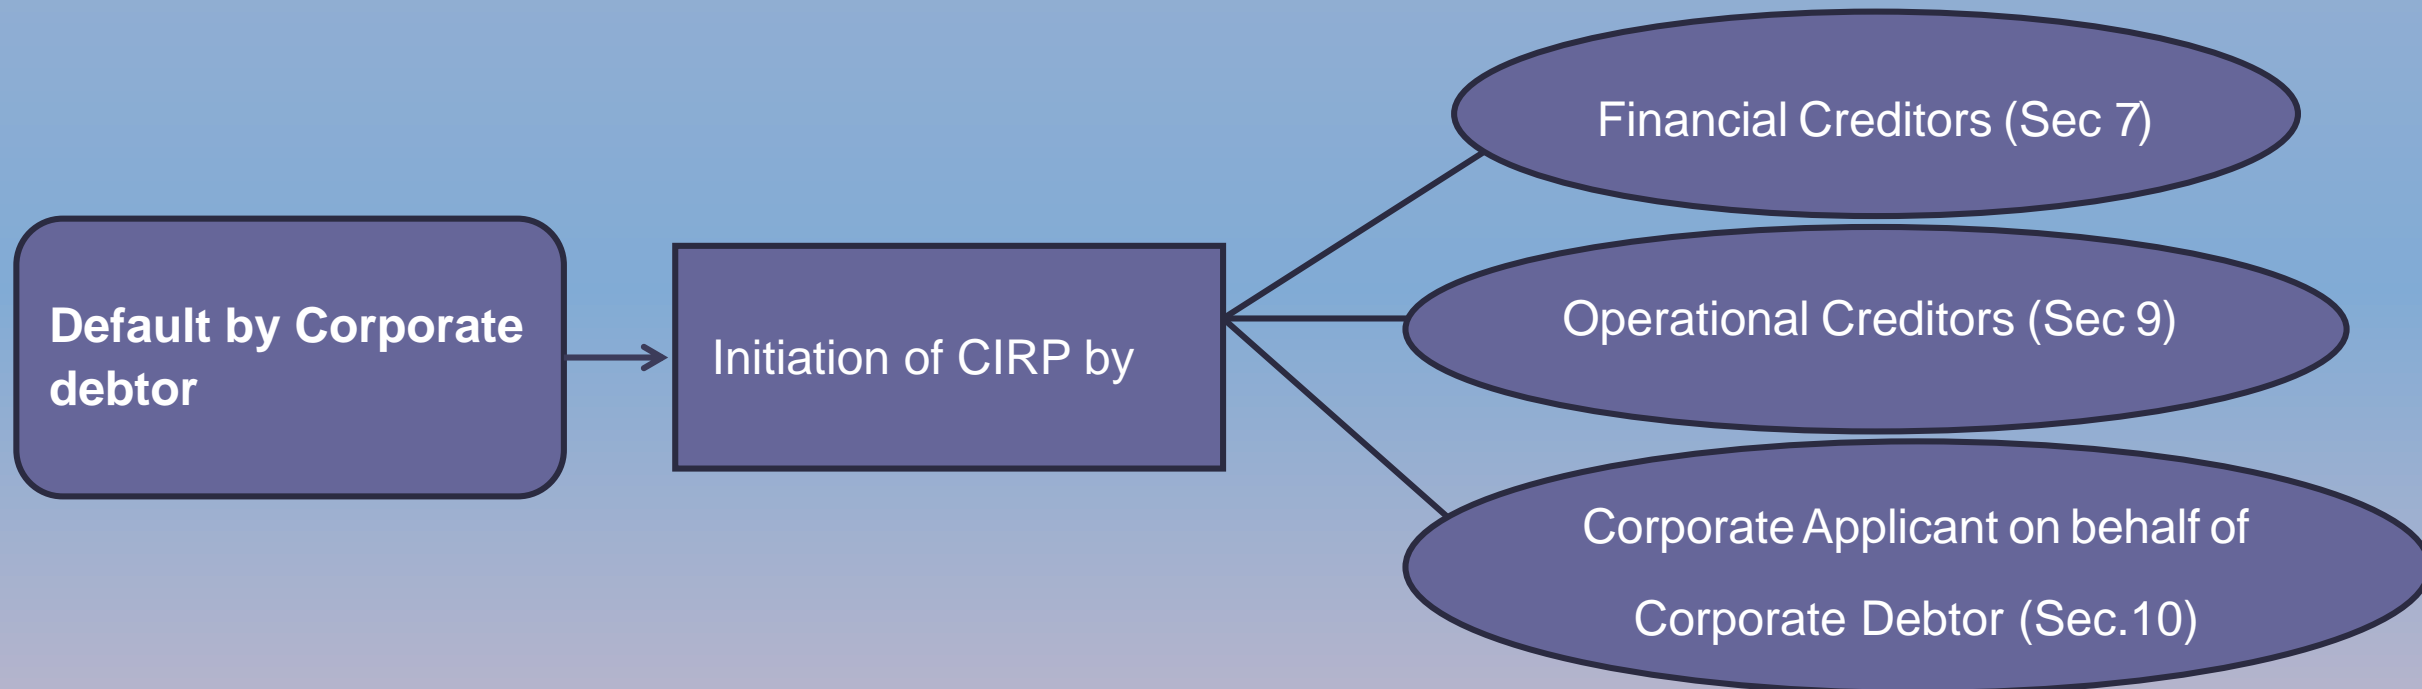 Default by Corporate
debtor
Initiation of CIRP by
Financial Creditors (Sec 7)
Operational Creditors (Sec 9)
Corporate Applicant on behalf of
Corporate Debtor (Sec.10)